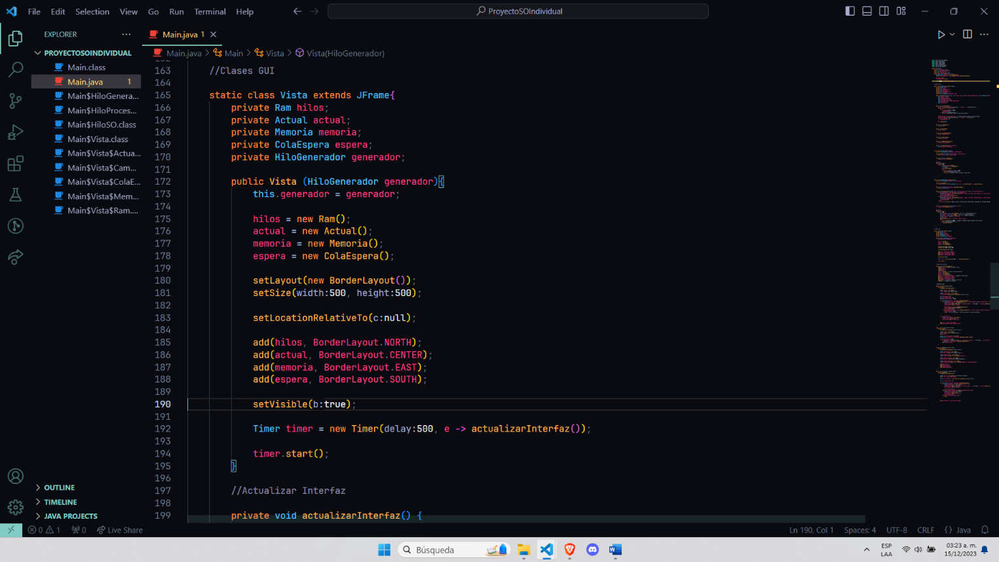 File Edit Selection View Go Run Terminal Help
ProyectoSOIndividual
EXPLORER
Main.java 1
Main.java > Main > Vista > Vista(HiloGenerador)
PROYECTOSOINDIVIDUAL
Main.class
Main.java 1
Main$HiloGenera...
Main$HiloProces...
Main$HiloSO.class
Main$Vista.class
Main$Vista$Actua...
Main$Vista$Cam...
Main$Vista$ColaE...
Main$Vista$Mem...
Main$Vista$Ram....
OUTLINE
TIMELINE
JAVA PROJECTS
163 //Clases GUI
164
165 static class Vista extends JFrame{
166 private Ram hilos;
167 private Actual actual;
168 private Memoria memoria;
169 private ColaEspera espera;
170 private HiloGenerador generador;
171
172 public Vista (HiloGenerador generador){
173 this.generador = generador;
174
175 hilos = new Ram();
176 actual = new Actual();
177 memoria = new Memoria();
178 espera = new ColaEspera();
179
180 setLayout(new BorderLayout());
181 setSize(width:500, height:500);
182
183 setLocationRelativeTo(c:null);
184
185 add(hilos, BorderLayout.NORTH);
186 add(actual, BorderLayout.CENTER);
187 add(memoria, BorderLayout.EAST);
188 add(espera, BorderLayout.SOUTH);
189
190 setVisible(b:true);
191
192 Timer timer = new Timer(delay:500, e -> actualizarInterfaz());
193
194 timer.start();
195 }
196
197 //Actualizar Interfaz
198
199 private void actualizarInterfaz() {
0 1 0 Live Share
Ln 190, Col 1 Spaces: 4 UTF-8 CRLF {} Java
Búsqueda
ESP
LAA
03:23 a. m.
15/12/2023